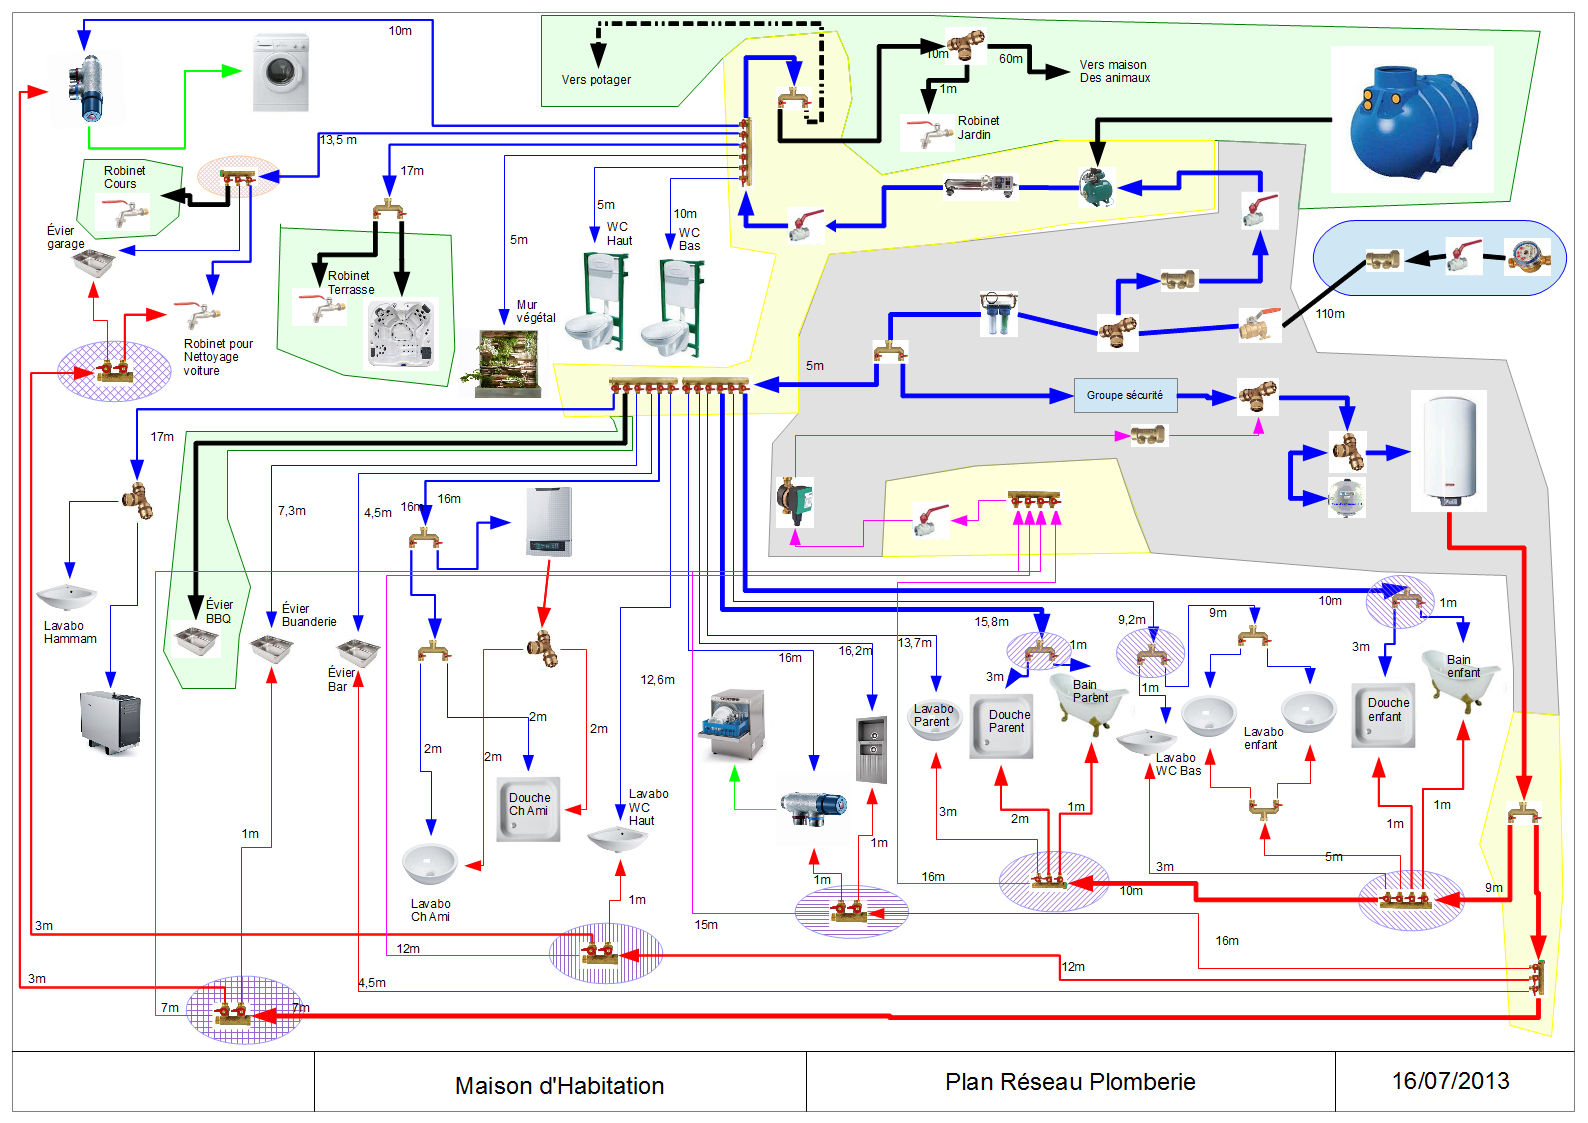 10m
Vers potager
10m
60m
Vers maison
Des animaux
1m
Robinet
Jardin
13,5 m
Robinet
Cours
17m
Évier
garage
5m
WC
Haut
10m
WC
Bas
5m
Robinet
Terrasse
Mur
végétal
Robinet pour
Nettoyage
voiture
110m
5m
Groupe sécurité
17m
7,3m
4,5m
16m
16m
Lavabo
Hammam
Évier
BBQ
Évier
Buanderie
Évier
Bar
12,6m
16m
16,2m
13,7m
15,8m
1m
3m
9,2m
1m
9m
10m
1m
3m
Bain
Parent
Bain
enfant
Lavabo
Parent
Douche
Parent
Douche
enfant
Lavabo
enfant
Lavabo
WC Bas
2m
2m
2m
2m
Douche
Ch Ami
Lavabo
WC
Haut
Lavabo
Ch Ami
1m
1m
1m
1m
3m
2m
1m
3m
5m
1m
1m
16m
10m
9m
3m
12m
15m
16m
12m
3m
4,5m
7m
7m
Maison d'Habitation
Plan Réseau Plomberie
16/07/2013